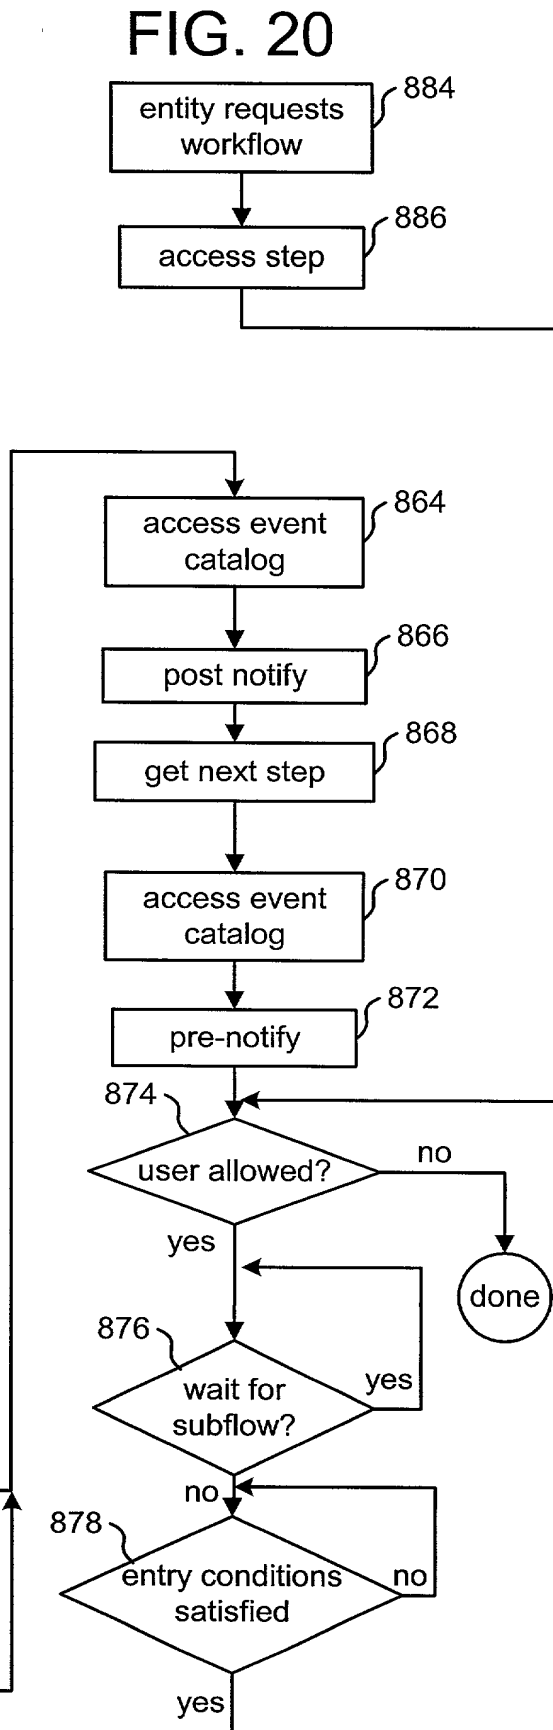 FIG. 20
884
entity requests
workflow
886
access step
864
access event
catalog
866
post notify
868
get next step
870
access event
catalog
872
pre-notify
874
user allowed?
no
yes
done
876
wait for
subflow?
yes
no
878
entry conditions
satisfied
no
yes